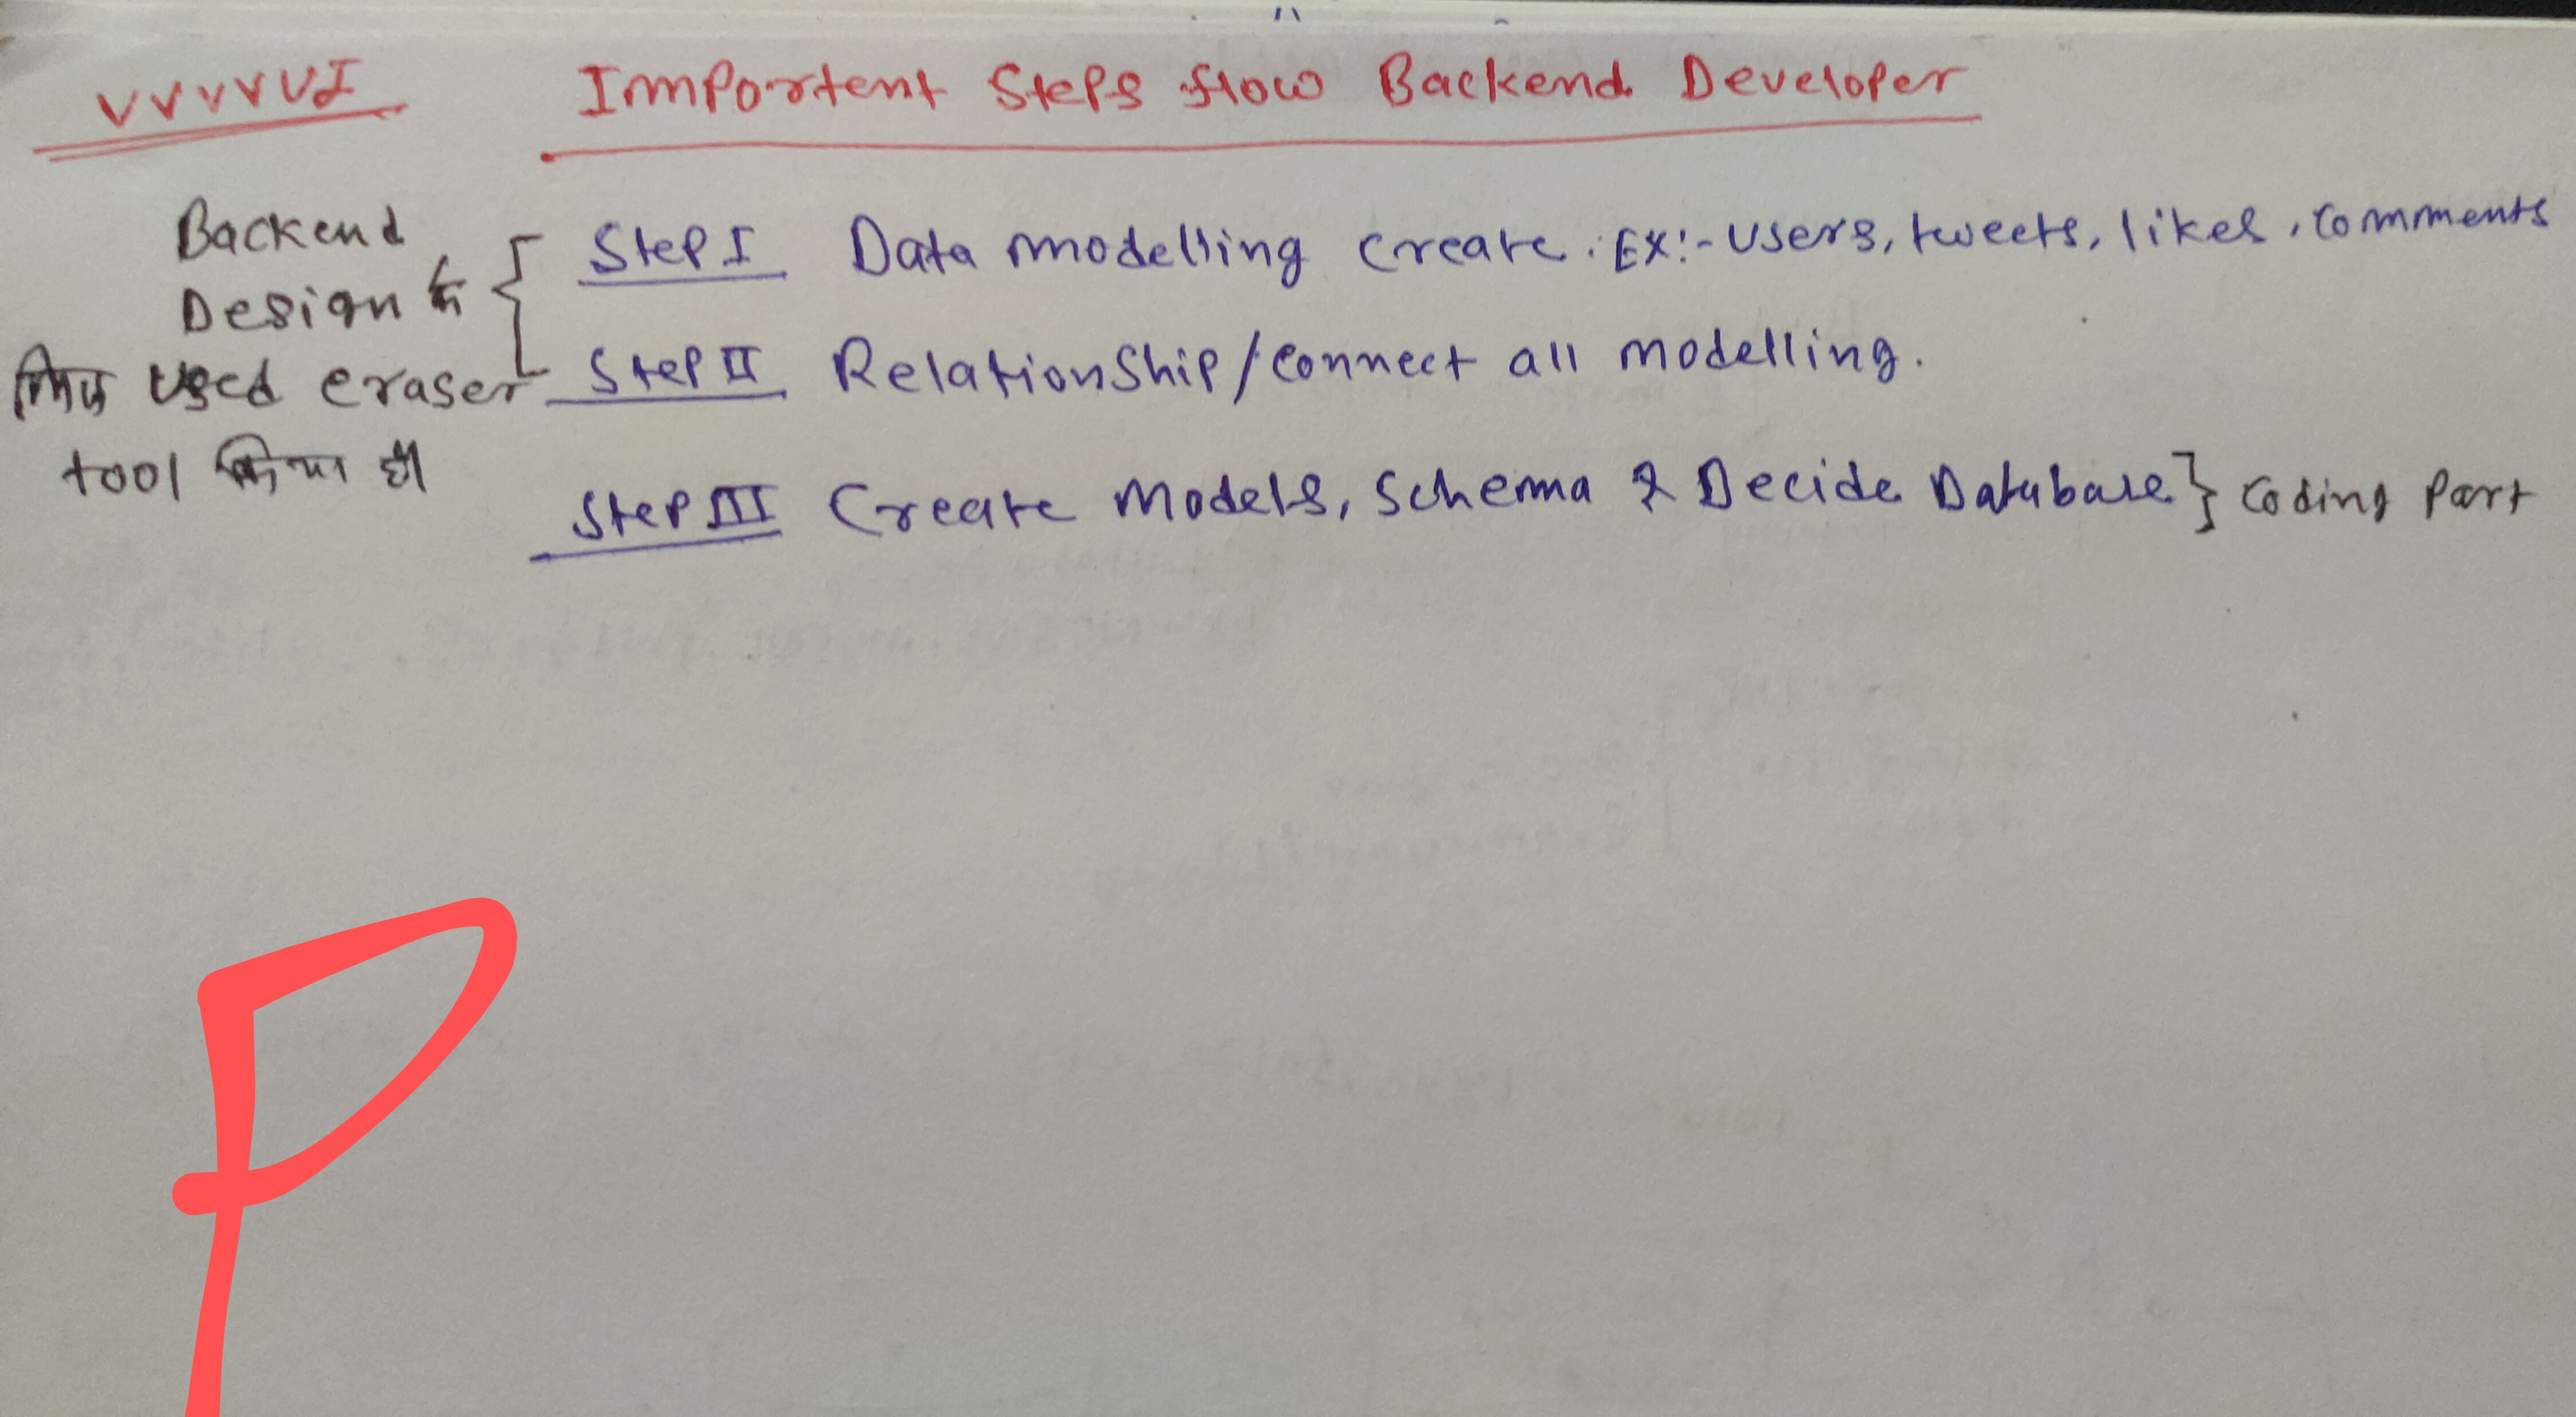 VVVVVI Importent Steps flow Backend Developer
Backend
Design के
लिए used eraser
tool किया है
Step I Data modelling create. EX:- users, tweets, likes, comments
Step II Relationship/connect all modelling.
Step III Create Models, Schema & Decide Database} coding Part
P